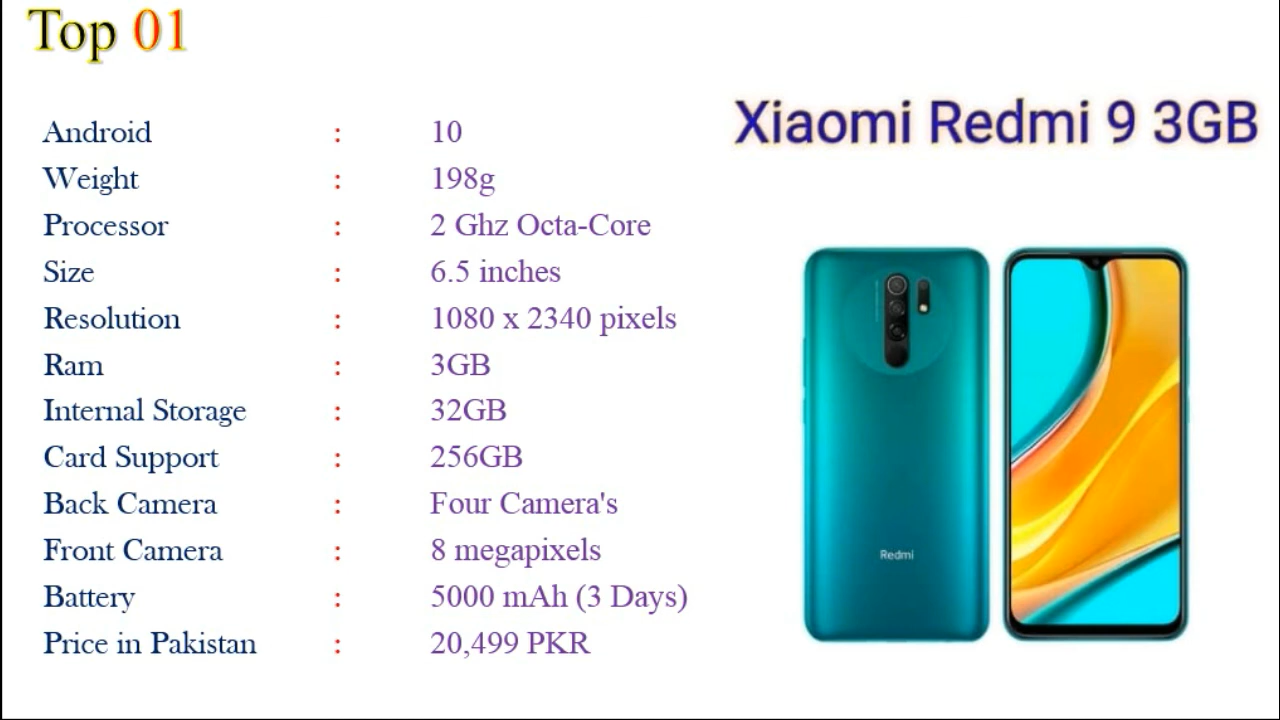 Top 01
Xiaomi Redmi 9 3GB
Android : 10
Weight : 198g
Processor : 2 Ghz Octa-Core
Size : 6.5 inches
Resolution : 1080 x 2340 pixels
Ram : 3GB
Internal Storage : 32GB
Card Support : 256GB
Back Camera : Four Camera's
Front Camera : 8 megapixels
Battery : 5000 mAh (3 Days)
Price in Pakistan : 20,499 PKR
Redmi